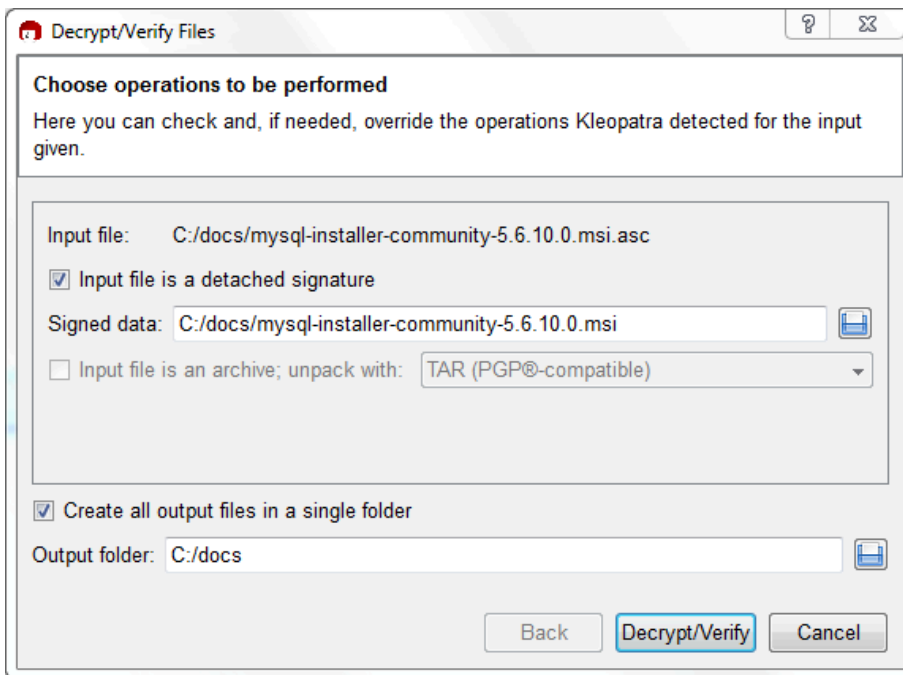 Decrypt/Verify Files
Choose operations to be performed
Here you can check and, if needed, override the operations Kleopatra detected for the input
given.
Input file: C:/docs/mysql-installer-community-5.6.10.0.msi.asc
Input file is a detached signature
Signed data: C:/docs/mysql-installer-community-5.6.10.0.msi
Input file is an archive; unpack with: TAR (PGP®-compatible)
Create all output files in a single folder
Output folder: C:/docs
Back Decrypt/Verify Cancel